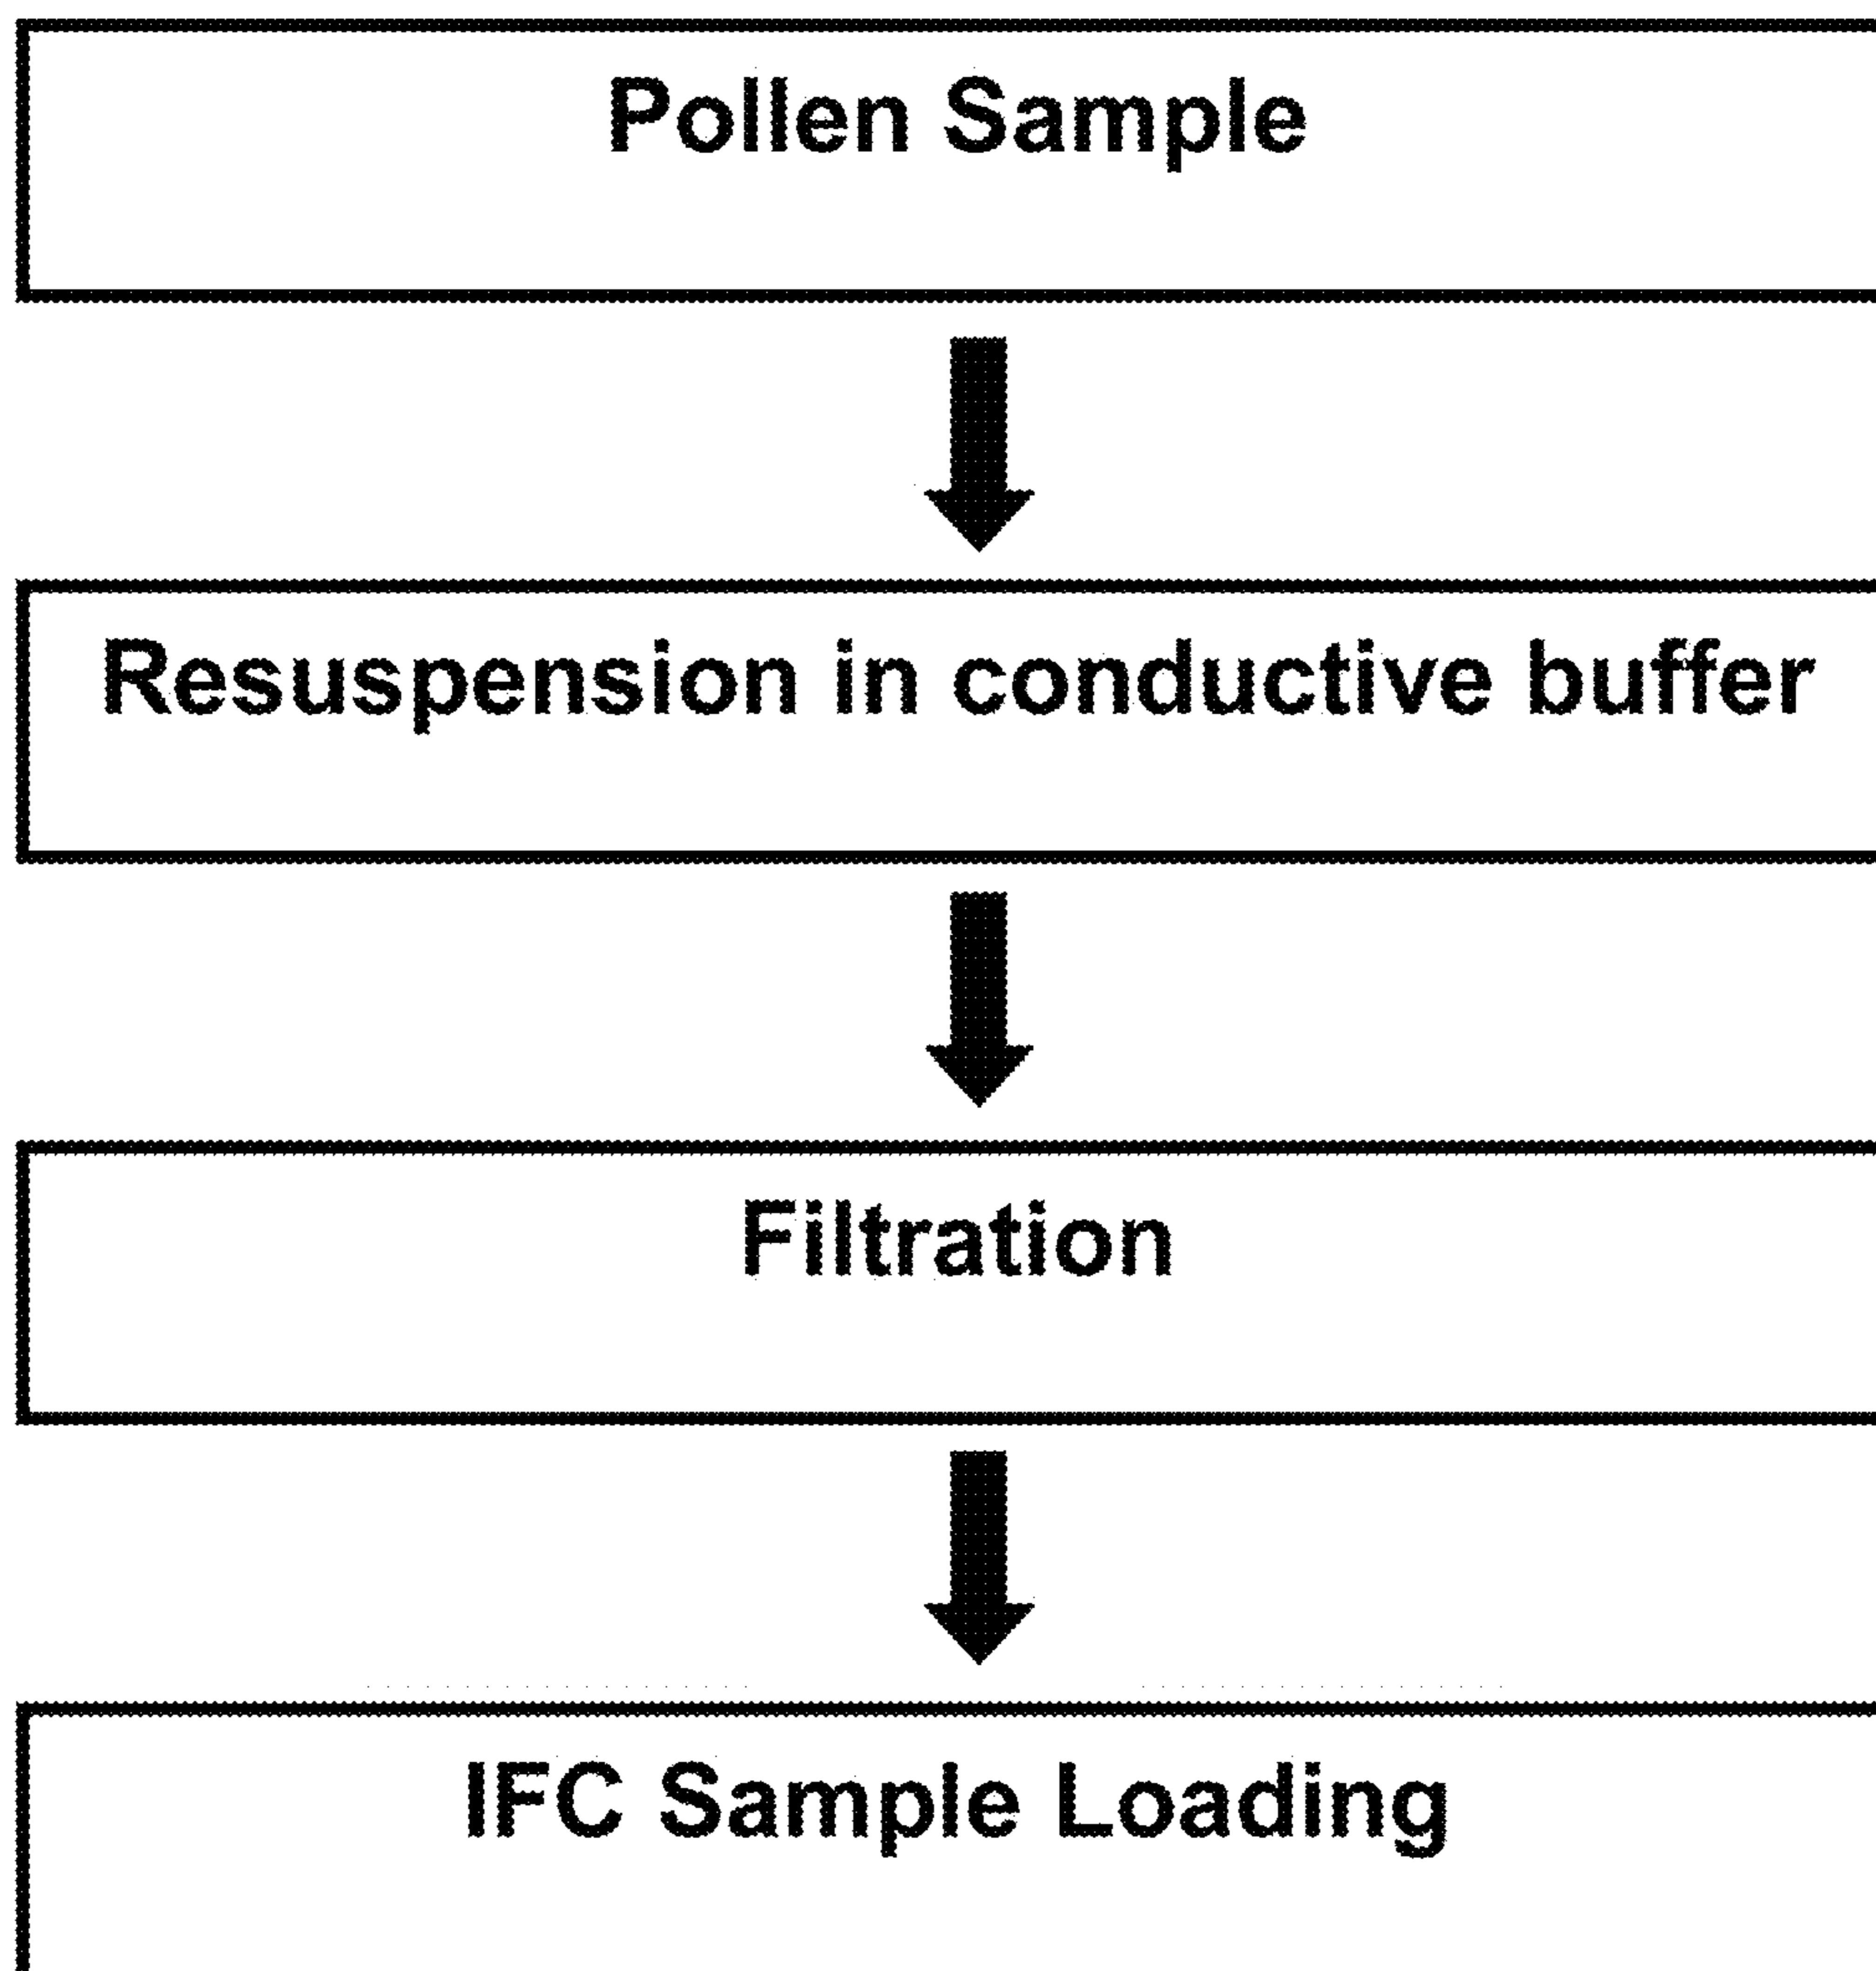 Pollen Sample
Resuspension in conductive buffer
Filtration
IFC Sample Loading